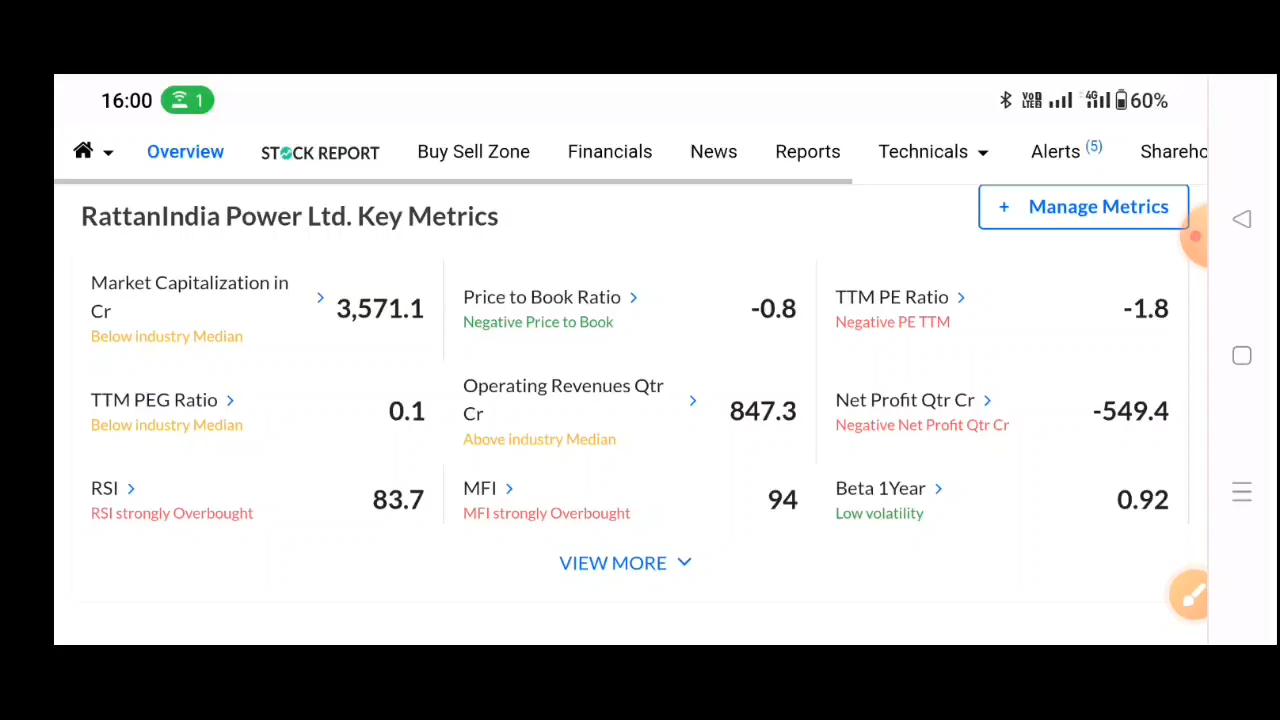 16:00 1 VoD LTE 4G 60%
Overview STOCK REPORT Buy Sell Zone Financials News Reports Technicals Alerts (5) Shareho
RattanIndia Power Ltd. Key Metrics
+ Manage Metrics
Market Capitalization in
Cr
3,571.1
Below industry Median
Price to Book Ratio
-0.8
Negative Price to Book
TTM PE Ratio
-1.8
Negative PE TTM
TTM PEG Ratio
0.1
Below industry Median
Operating Revenues Qtr
Cr
847.3
Above industry Median
Net Profit Qtr Cr
-549.4
Negative Net Profit Qtr Cr
RSI
83.7
RSI strongly Overbought
MFI
94
MFI strongly Overbought
Beta 1Year
0.92
Low volatility
VIEW MORE